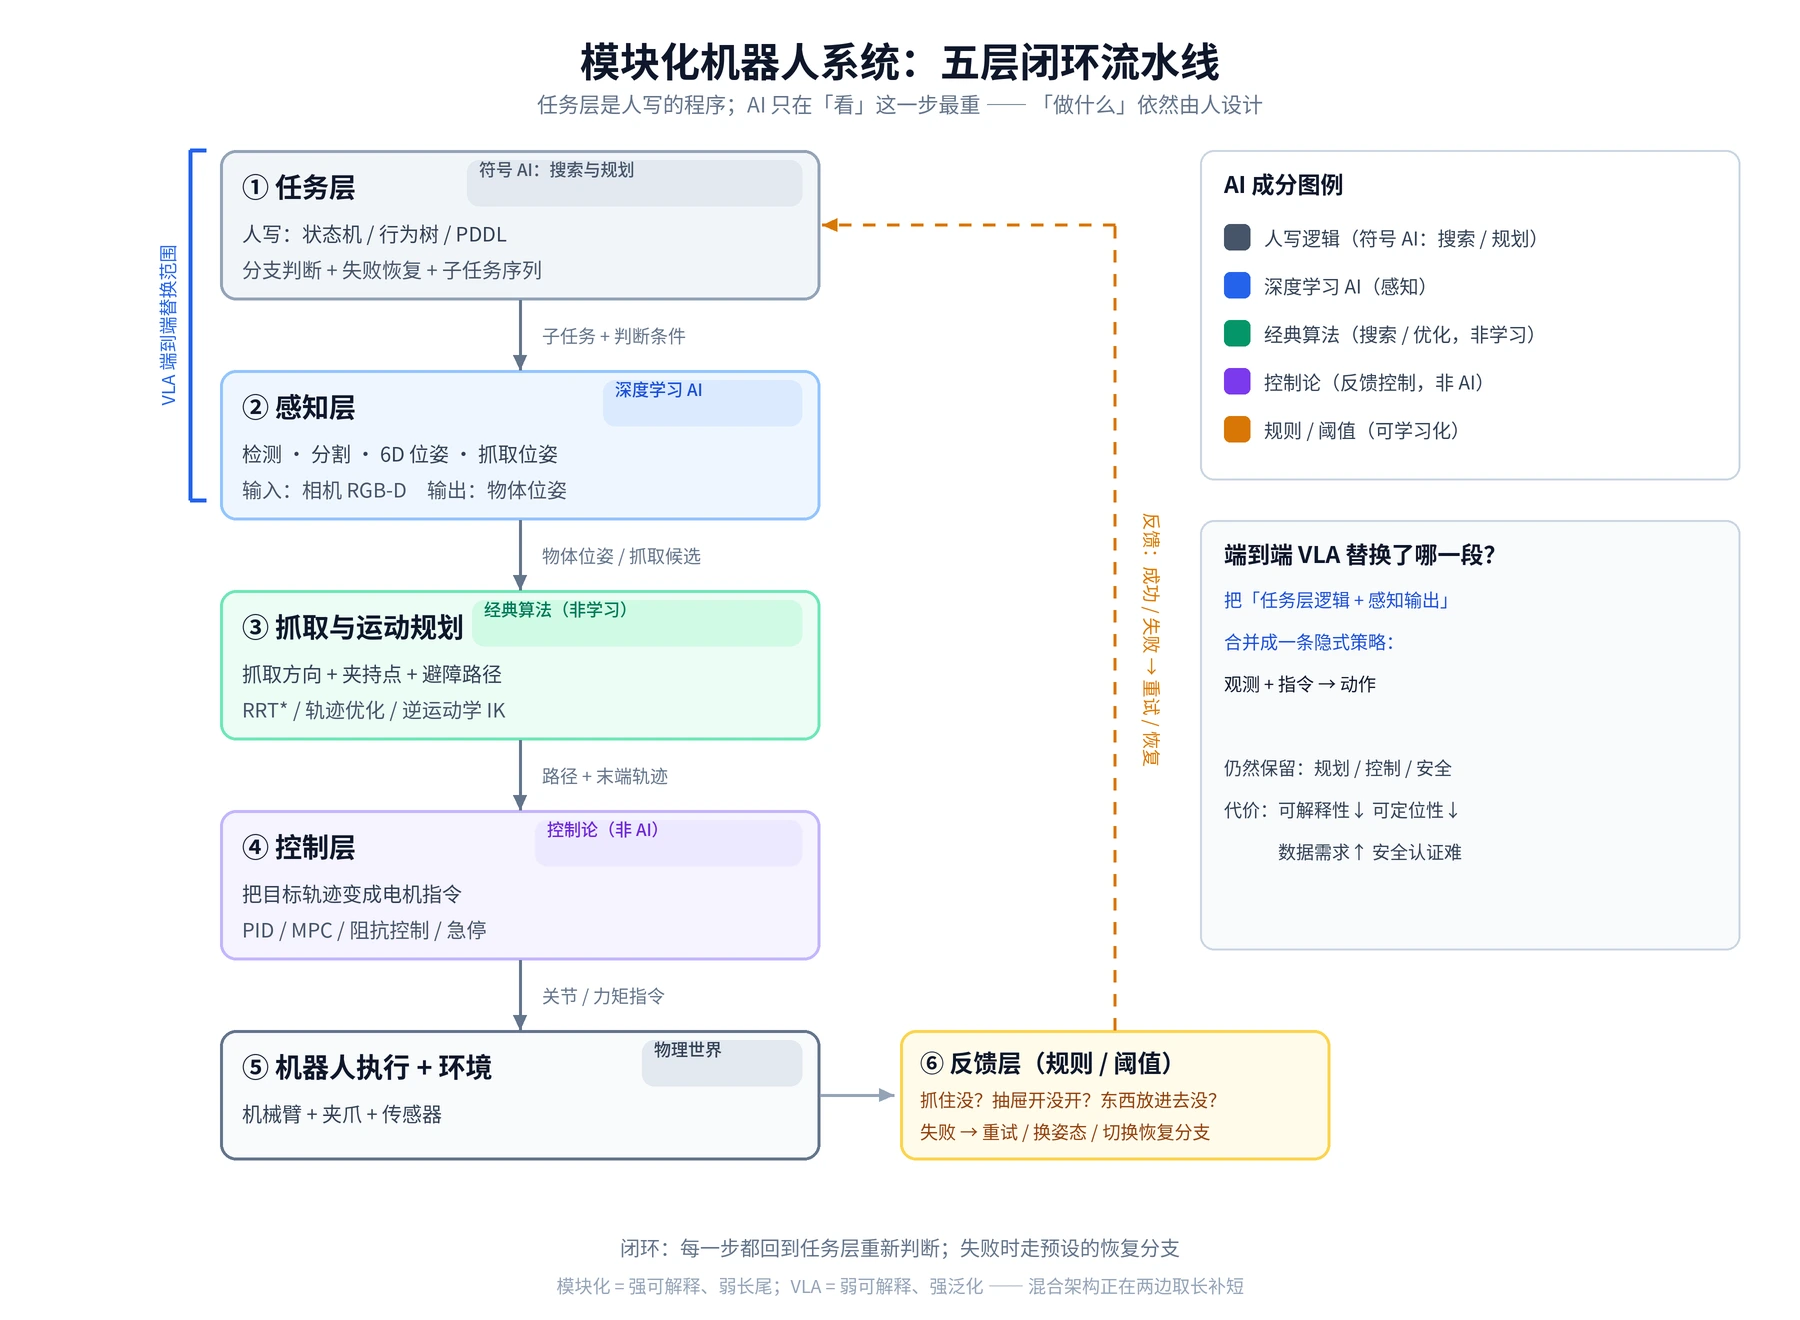 模块化机器人系统：五层闭环流水线
任务层是人写的程序；AI 只在「看」这一步最重 —— 「做什么」依然由人设计
VLA 端到端替换范围
① 任务层
符号 AI：搜索与规划
人写：状态机 / 行为树 / PDDL
分支判断 + 失败恢复 + 子任务序列
子任务 + 判断条件
② 感知层
深度学习 AI
检测 · 分割 · 6D 位姿 · 抓取位姿
输入：相机 RGB-D 输出：物体位姿
物体位姿 / 抓取候选
③ 抓取与运动规划
经典算法（非学习）
抓取方向 + 夹持点 + 避障路径
RRT* / 轨迹优化 / 逆运动学 IK
路径 + 末端轨迹
④ 控制层
控制论（非 AI）
把目标轨迹变成电机指令
PID / MPC / 阻抗控制 / 急停
关节 / 力矩指令
⑤ 机器人执行 + 环境
物理世界
机械臂 + 夹爪 + 传感器
⑥ 反馈层（规则 / 阈值）
抓住没？抽屉开没开？东西放进去没？
失败 → 重试 / 换姿态 / 切换恢复分支
反馈：成功 / 失败 → 重试 / 恢复
AI 成分图例
人写逻辑（符号 AI：搜索 / 规划）
深度学习 AI（感知）
经典算法（搜索 / 优化，非学习）
控制论（反馈控制，非 AI）
规则 / 阈值（可学习化）
端到端 VLA 替换了哪一段？
把「任务层逻辑 + 感知输出」
合并成一条隐式策略：
观测 + 指令 → 动作
仍然保留：规划 / 控制 / 安全
代价：可解释性↓ 可定位性↓
数据需求↑ 安全认证难
闭环：每一步都回到任务层重新判断；失败时走预设的恢复分支
模块化 = 强可解释、弱长尾；VLA = 弱可解释、强泛化 —— 混合架构正在两边取长补短